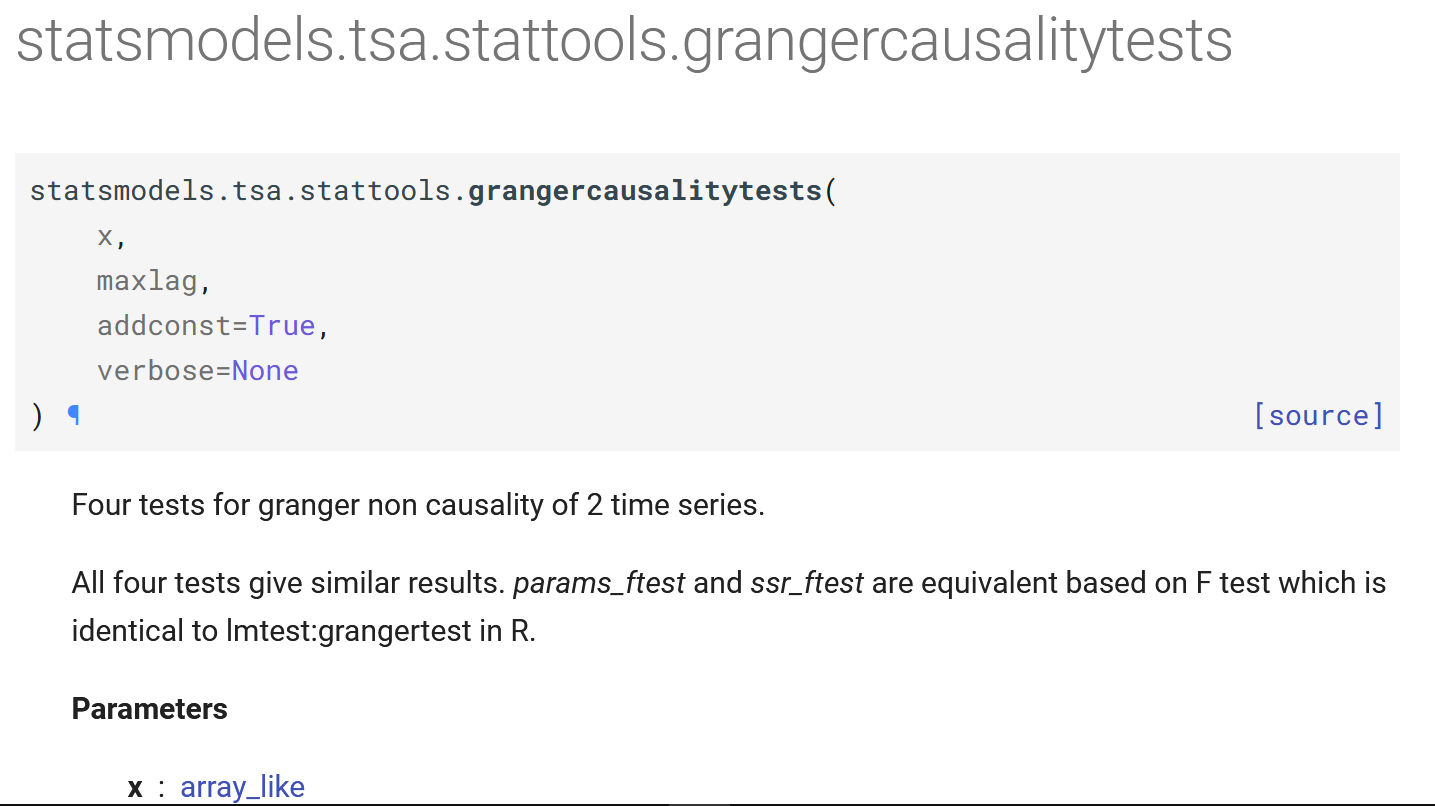 statsmodels.tsa.stattools.grangercausalitytests
statsmodels.tsa.stattools.grangercausalitytests(
x,
maxlag,
addconst=True,
verbose=None
) ¶ [source]
Four tests for granger non causality of 2 time series.
All four tests give similar results. params_ftest and ssr_ftest are equivalent based on F test which is
identical to lmtest:grangertest in R.
Parameters
x : array_like